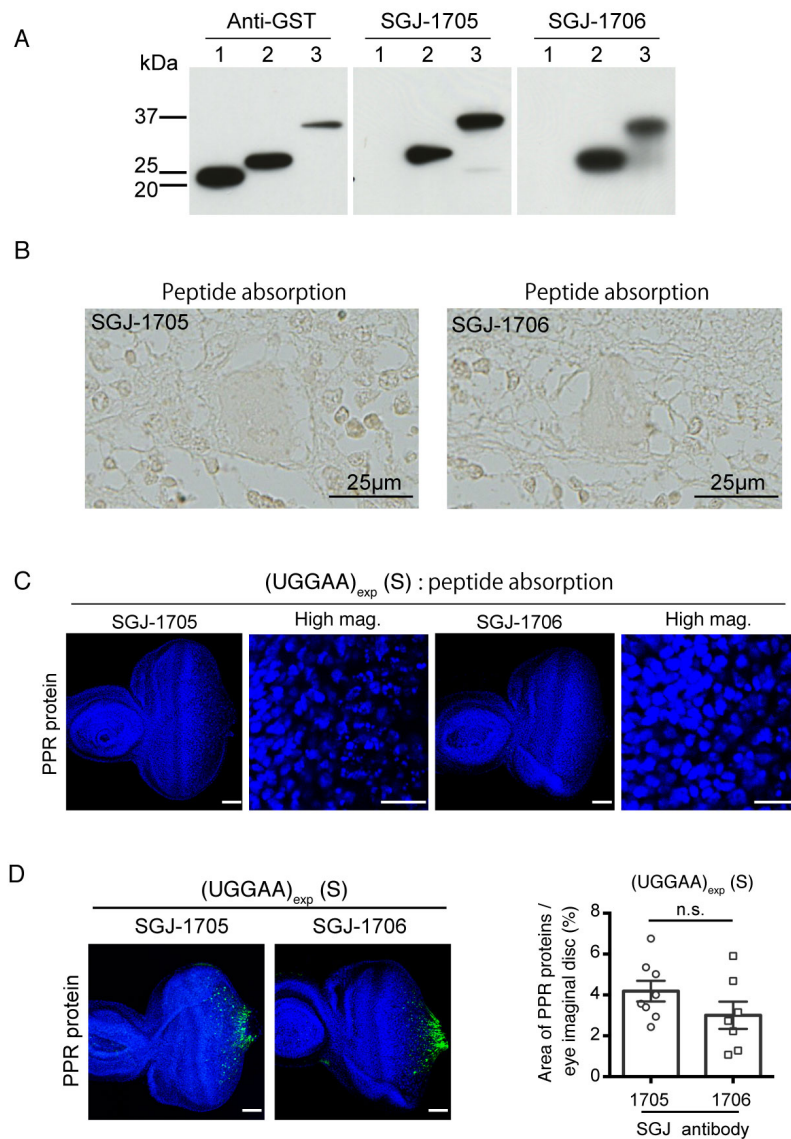 A
Anti-GST SGJ-1705 SGJ-1706
kDa 1 2 3 1 2 3 1 2 3
37
25
20
B
Peptide absorption Peptide absorption
SGJ-1705 SGJ-1706
25μm 25μm
C
(UGGAA)exp (S) : peptide absorption
SGJ-1705 High mag. SGJ-1706 High mag.
PPR protein
D
(UGGAA)exp (S)
SGJ-1705 SGJ-1706
PPR protein
(UGGAA)exp (S)
n.s.
Area of PPR proteins /
eye imaginal disc (%)
8
6
4
2
0
1705 1706
SGJ antibody